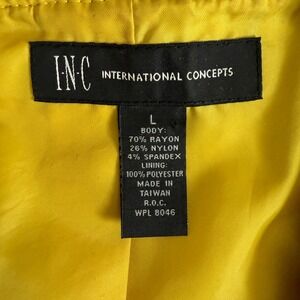 I·N·C INTERNATIONAL CONCEPTS
L
BODY:
70% RAYON
26% NYLON
4% SPANDEX
LINING:
100% POLYESTER
MADE IN
TAIWAN
R.O.C.
WPL 8046